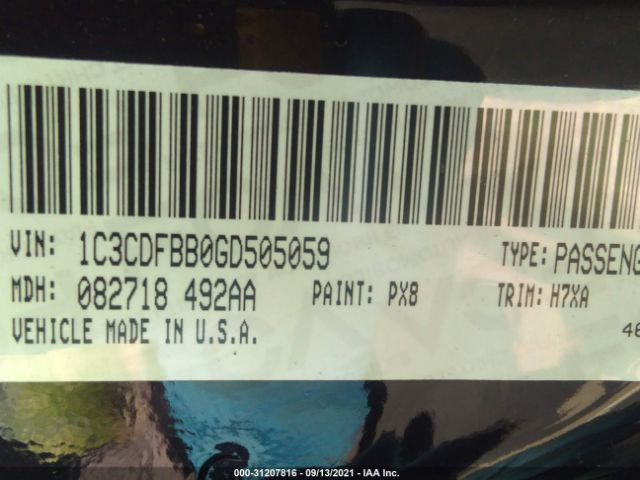 VIN: 1C3CDFBB0GD505059 TYPE: PASSENG
MDH: 082718 492AA PAINT: PX8 TRIM: H7XA
VEHICLE MADE IN U.S.A. 48
000-31207816 - 09/13/2021 - IAA Inc.